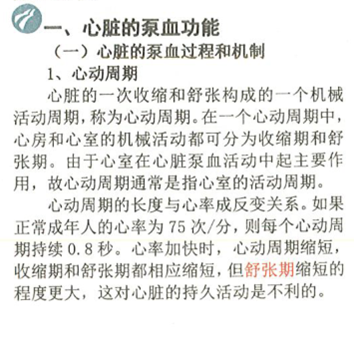 一、心脏的泵血功能
（一）心脏的泵血过程和机制
1、心动周期
心脏的一次收缩和舒张构成的一个机械
活动周期，称为心动周期。在一个心动周期中，
心房和心室的机械活动都可分为收缩期和舒
张期。由于心室在心脏泵血活动中起主要作
用，故心动周期通常是指心室的活动周期。
心动周期的长度与心率成反变关系。如果
正常成年人的心率为 75 次/分，则每个心动周
期持续 0.8 秒。心率加快时，心动周期缩短，
收缩期和舒张期都相应缩短，但舒张期缩短的
程度更大，这对心脏的持久活动是不利的。